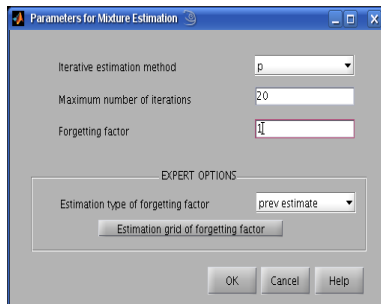 Parameters for Mixture Estimation
Iterative estimation method p
Maximum number of iterations 20
Forgetting factor 1
EXPERT OPTIONS
Estimation type of forgetting factor prev estimate
Estimation grid of forgetting factor
OK Cancel Help